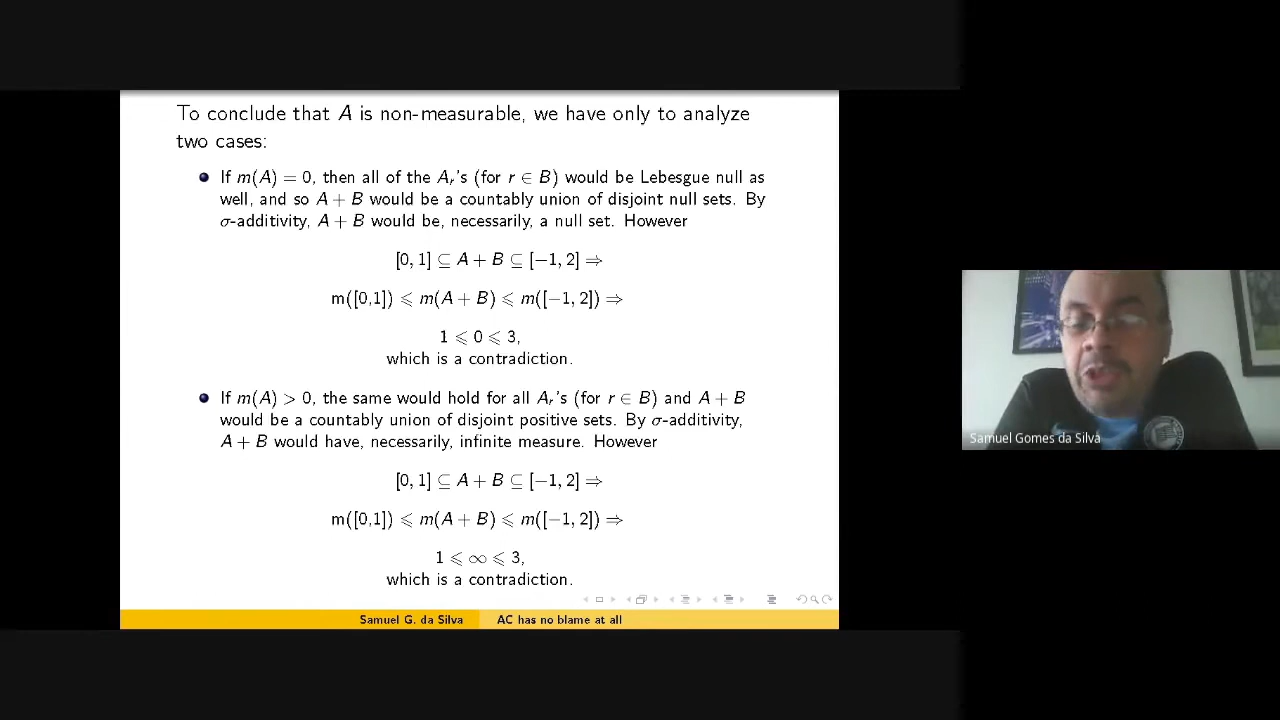 To conclude that A is non-measurable, we have only to analyze
two cases:
If m(A) = 0, then all of the Aᵣ's (for r ∈ B) would be Lebesgue null as
well, and so A + B would be a countably union of disjoint null sets. By
σ-additivity, A + B would be, necessarily, a null set. However
[0, 1] ⊆ A + B ⊆ [−1, 2] ⇒
m([0,1]) ⩽ m(A + B) ⩽ m([−1, 2]) ⇒
1 ⩽ 0 ⩽ 3,
which is a contradiction.
If m(A) > 0, the same would hold for all Aᵣ's (for r ∈ B) and A + B
would be a countably union of disjoint positive sets. By σ-additivity,
A + B would have, necessarily, infinite measure. However
[0, 1] ⊆ A + B ⊆ [−1, 2] ⇒
m([0,1]) ⩽ m(A + B) ⩽ m([−1, 2]) ⇒
1 ⩽ ∞ ⩽ 3,
which is a contradiction.
Samuel G. da Silva AC has no blame at all
Samuel Gomes da Silva